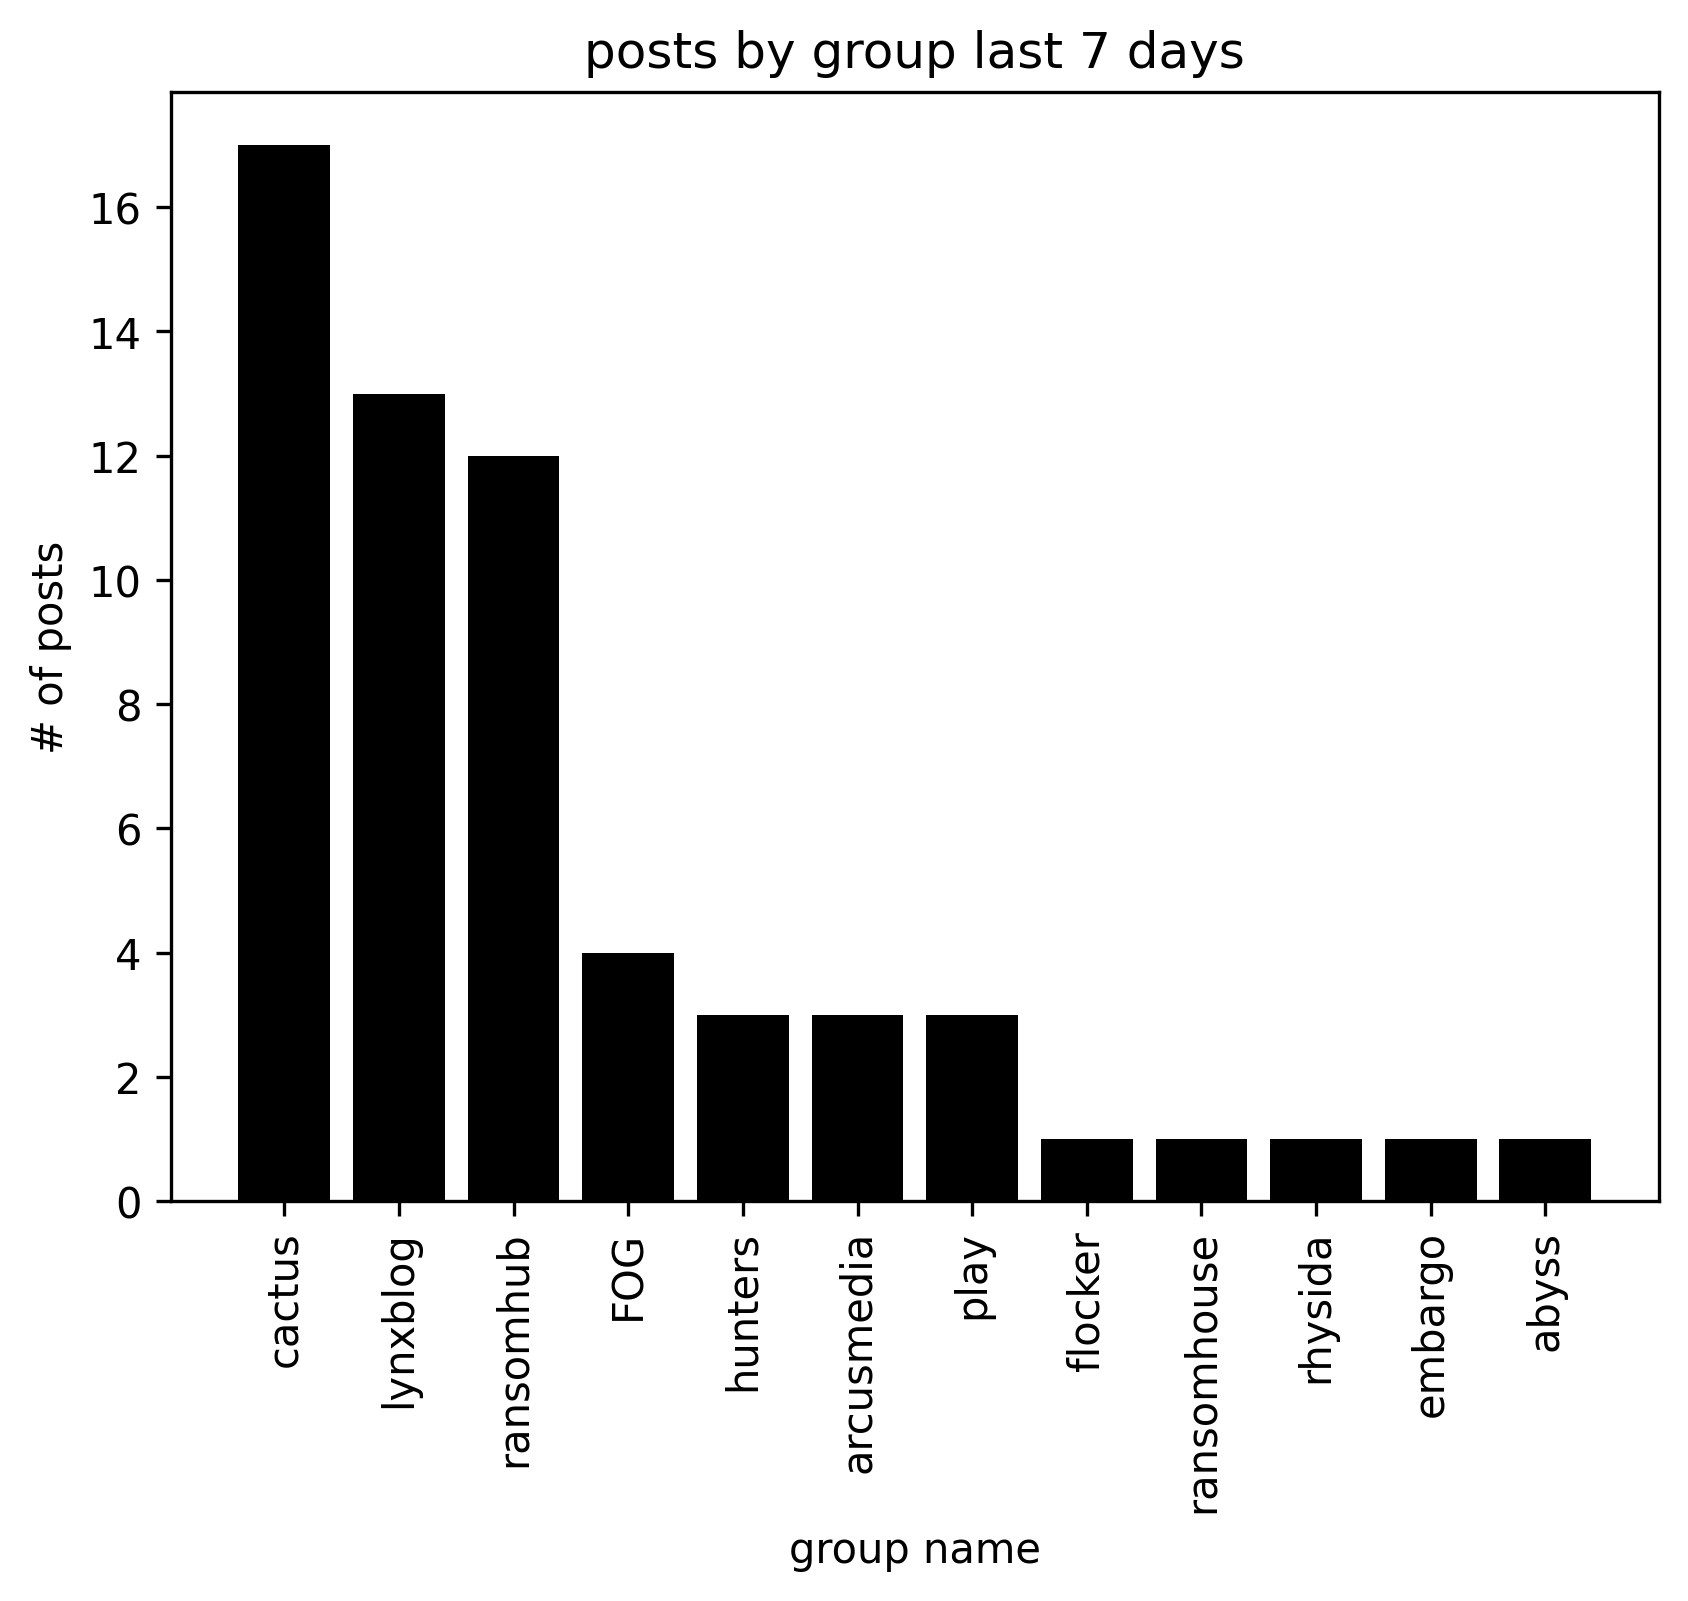 posts by group last 7 days
# of posts
16
14
12
10
8
6
4
2
0
cactus
lynxblog
ransomhub
FOG
hunters
arcusmedia
play
flocker
ransomhouse
rhysida
embargo
abyss
group name